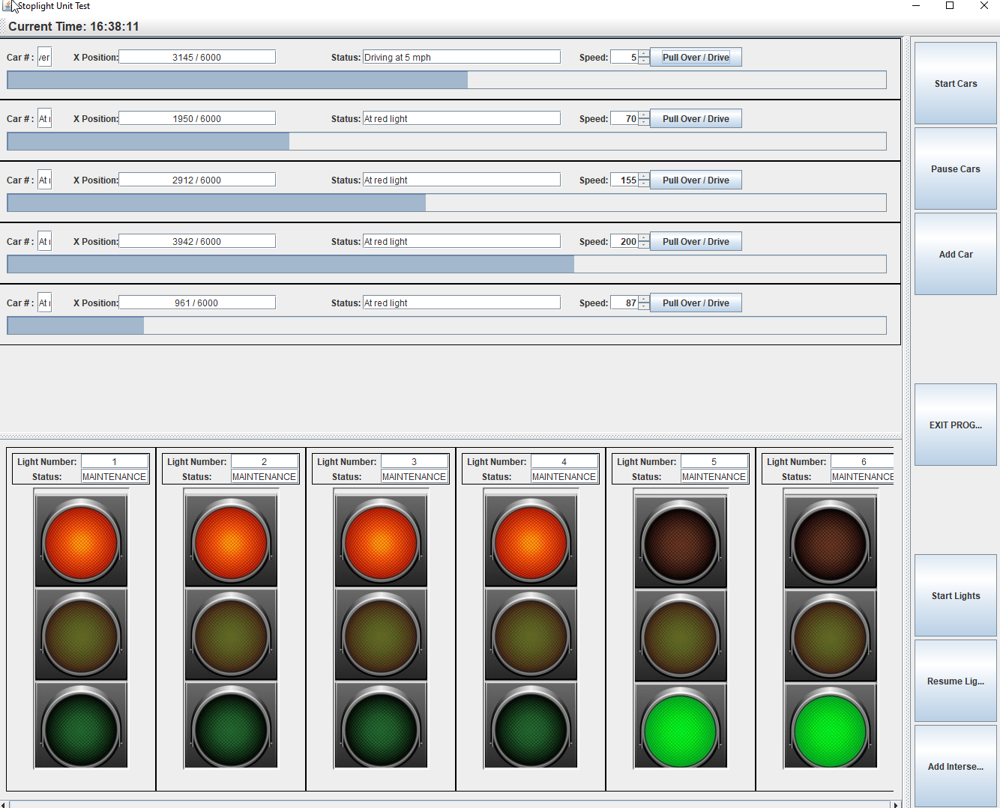 Stoplight Unit Test
Current Time: 16:38:11
Car # : ver X Position: 3145 / 6000 Status: Driving at 5 mph Speed: 5 Pull Over / Drive
Car # : At X Position: 1950 / 6000 Status: At red light Speed: 70 Pull Over / Drive
Car # : At X Position: 2912 / 6000 Status: At red light Speed: 155 Pull Over / Drive
Car # : At X Position: 3942 / 6000 Status: At red light Speed: 200 Pull Over / Drive
Car # : At X Position: 961 / 6000 Status: At red light Speed: 87 Pull Over / Drive
Start Cars
Pause Cars
Add Car
EXIT PROG...
Start Lights
Resume Lig...
Add Interse...
Light Number: 1
Status: MAINTENANCE
Light Number: 2
Status: MAINTENANCE
Light Number: 3
Status: MAINTENANCE
Light Number: 4
Status: MAINTENANCE
Light Number: 5
Status: MAINTENANCE
Light Number: 6
Status: MAINTENANCE